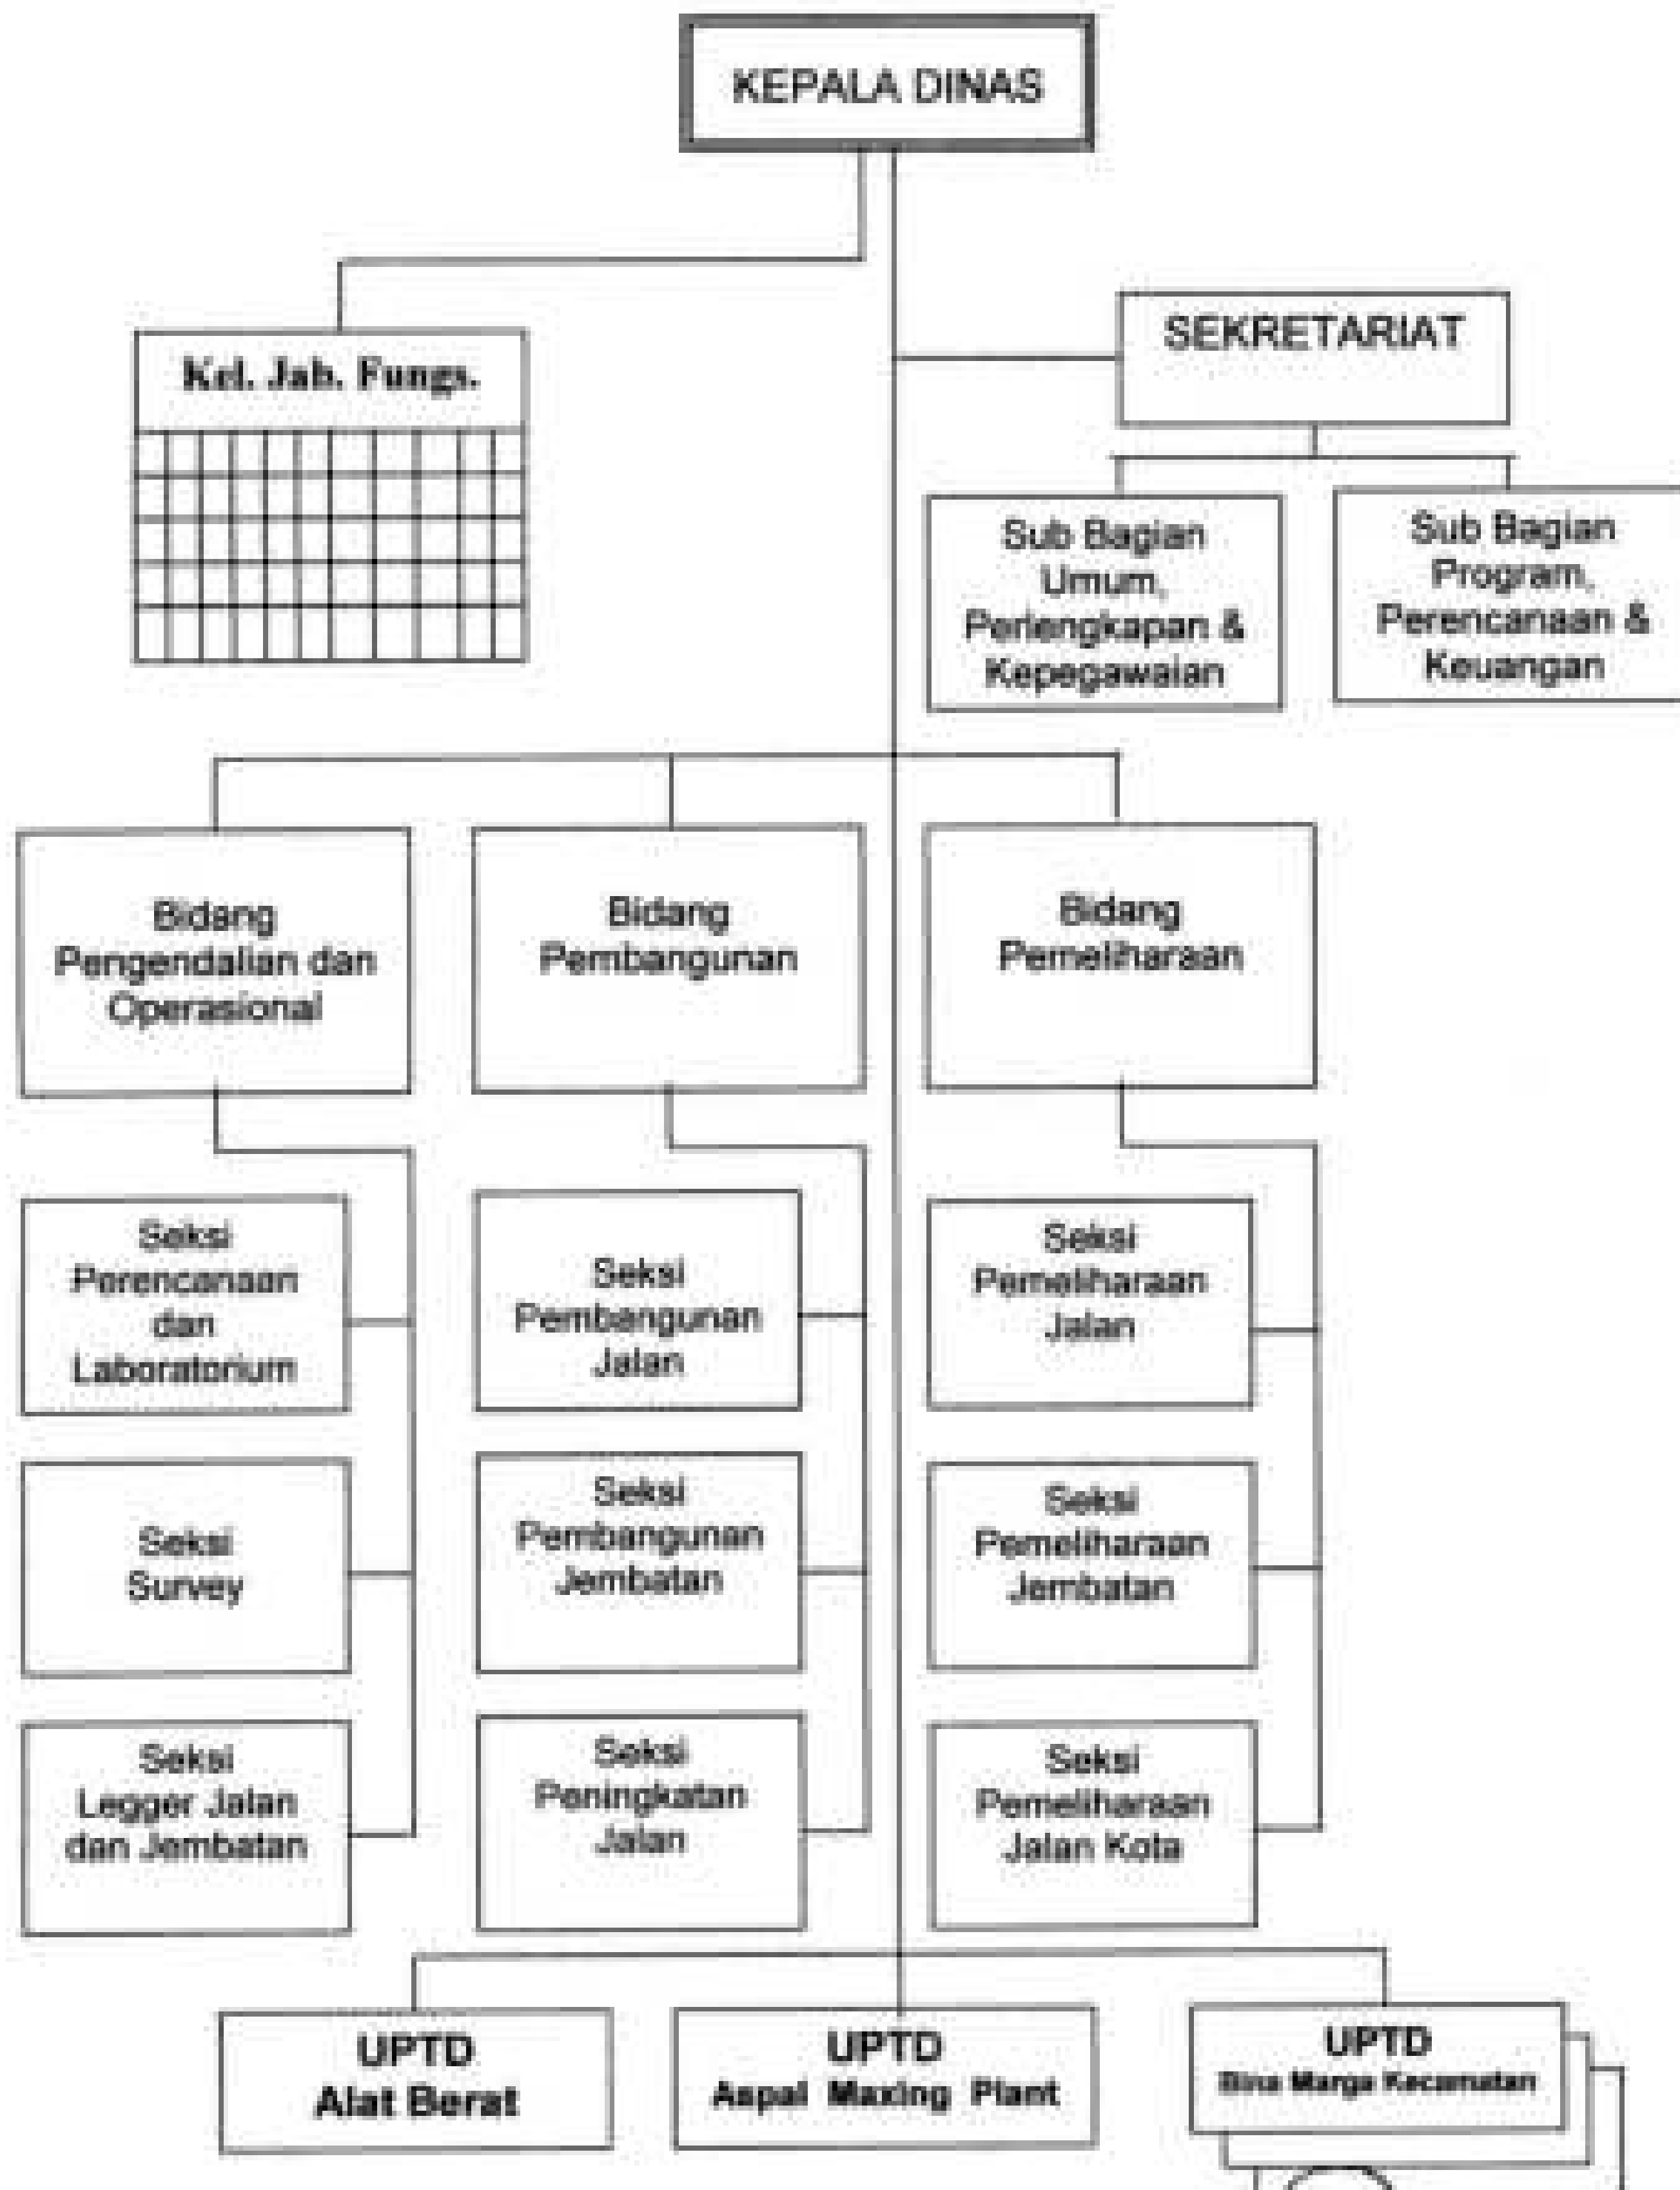 KEPALA DINAS
Kel. Jab. Fungs.
SEKRETARIAT
Sub Bagian
Umum,
Perlengkapan &
Kepegawaian
Sub Bagian
Program,
Perencanaan &
Keuangan
Bidang
Pengendalian dan
Operasional
Bidang
Pembangunan
Bidang
Pemeliharaan
Seksi
Perencanaan
dan
Laboratorium
Seksi
Pembangunan
Jalan
Seksi
Pemeliharaan
Jalan
Seksi
Survey
Seksi
Pembangunan
Jembatan
Seksi
Pemeliharaan
Jembatan
Seksi
Legger Jalan
dan Jembatan
Seksi
Peningkatan
Jalan
Seksi
Pemeliharaan
Jalan Kota
UPTD
Alat Berat
UPTD
Aspal Maxing Plant
UPTD
Bina Marga Kecamatan